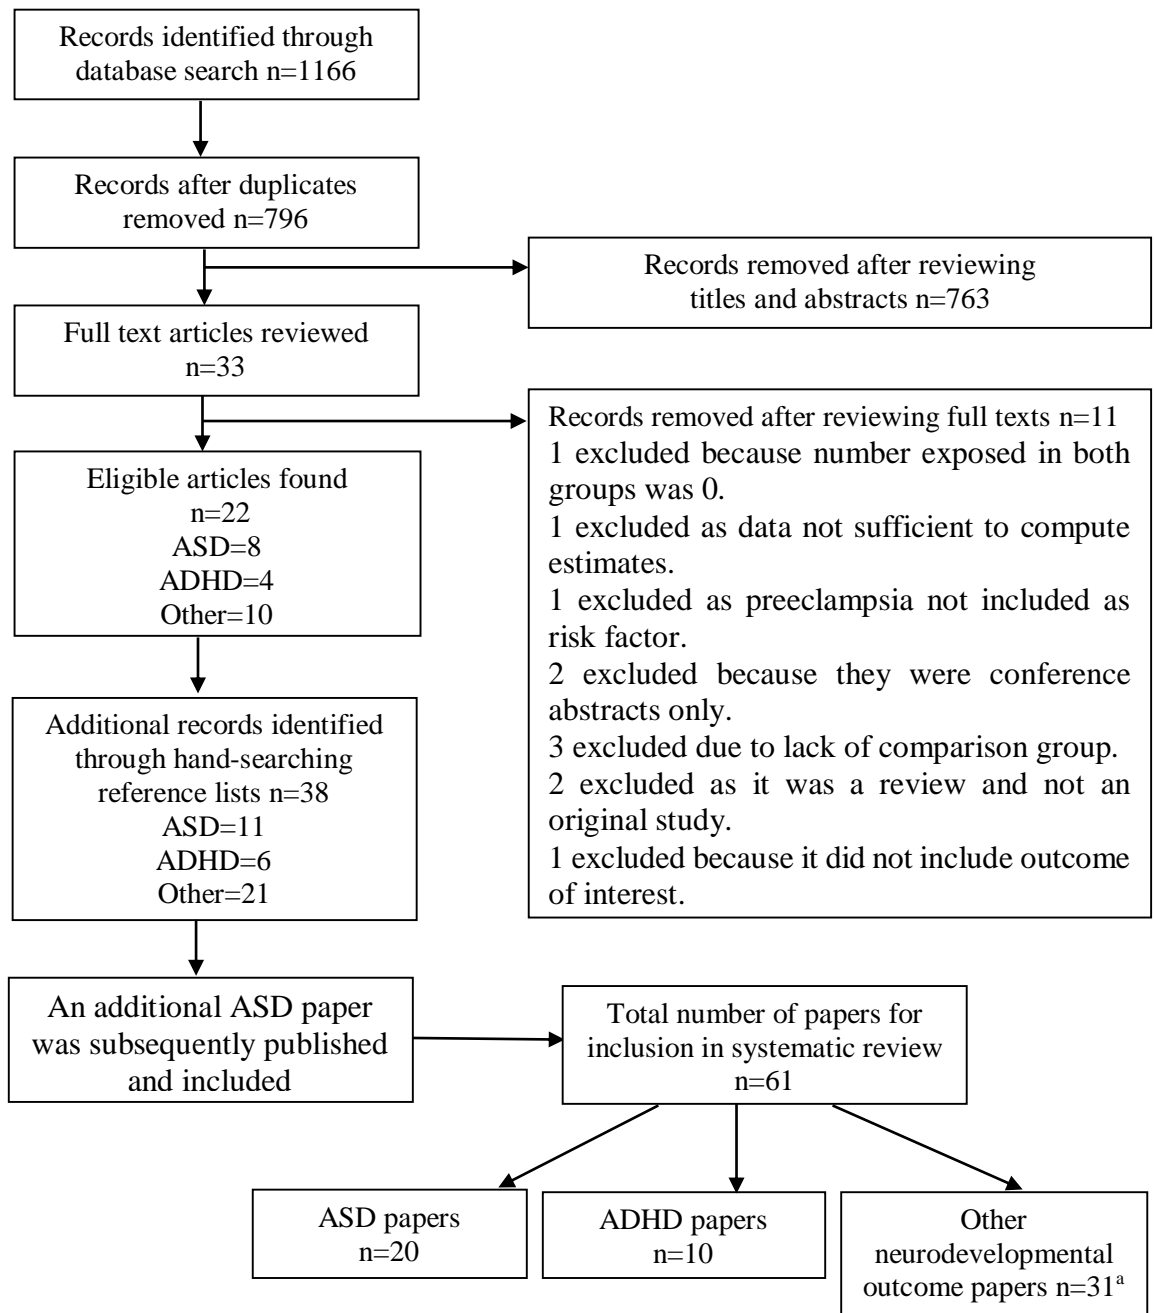 Records identified through
database search n=1166
Records after duplicates
removed n=796
Records removed after reviewing
titles and abstracts n=763
Full text articles reviewed
n=33
Records removed after reviewing full texts n=11
1 excluded because number exposed in both
groups was 0.
1 excluded as data not sufficient to compute
estimates.
1 excluded as preeclampsia not included as
risk factor.
2 excluded because they were conference
abstracts only.
3 excluded due to lack of comparison group.
2 excluded as it was a review and not an
original study.
1 excluded because it did not include outcome
of interest.
Eligible articles found
n=22
ASD=8
ADHD=4
Other=10
Additional records identified
through hand-searching
reference lists n=38
ASD=11
ADHD=6
Other=21
An additional ASD paper
was subsequently published
and included
Total number of papers for
inclusion in systematic review
n=61
ASD papers
n=20
ADHD papers
n=10
Other
neurodevelopmental
outcome papers n=31ᵃ